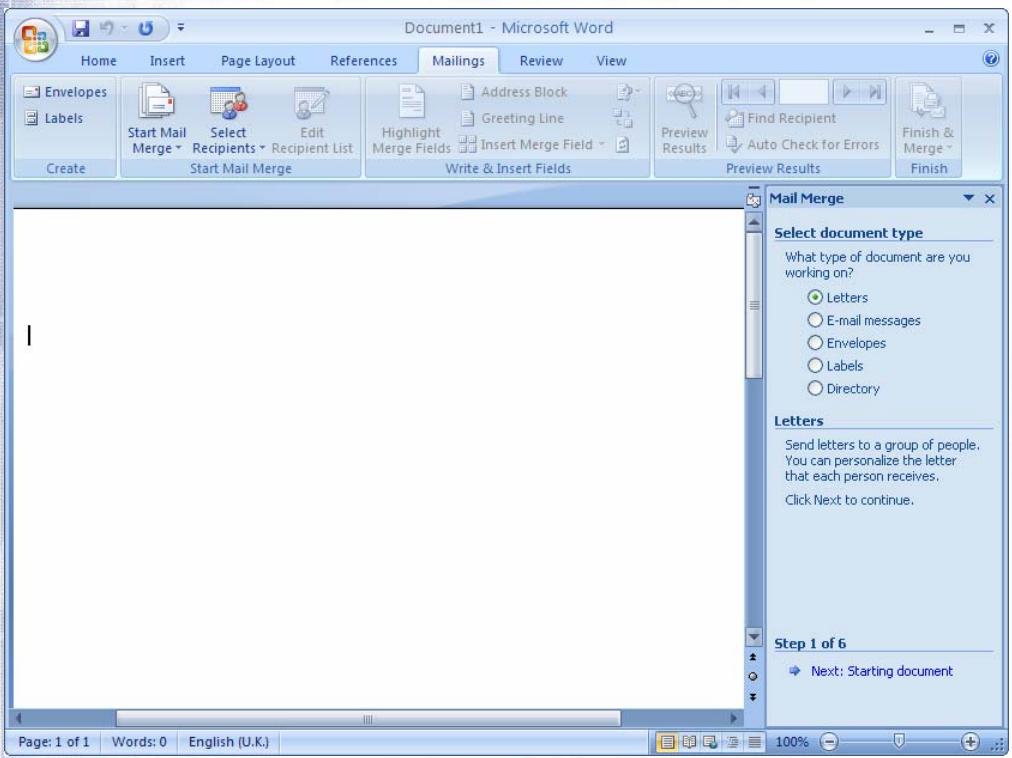 Document1 - Microsoft Word
Home Insert Page Layout References Mailings Review View
Envelopes
Labels
Create
Start Mail
Merge
Select
Recipients
Edit
Recipient List
Start Mail Merge
Highlight
Merge Fields
Address Block
Greeting Line
Insert Merge Field
Write & Insert Fields
ABC
Preview
Results
Find Recipient
Auto Check for Errors
Preview Results
Finish &
Merge
Finish
Mail Merge
Select document type
What type of document are you
working on?
Letters
E-mail messages
Envelopes
Labels
Directory
Letters
Send letters to a group of people.
You can personalize the letter
that each person receives.
Click Next to continue.
Step 1 of 6
Next: Starting document
Page: 1 of 1 Words: 0 English (U.K.) 100%